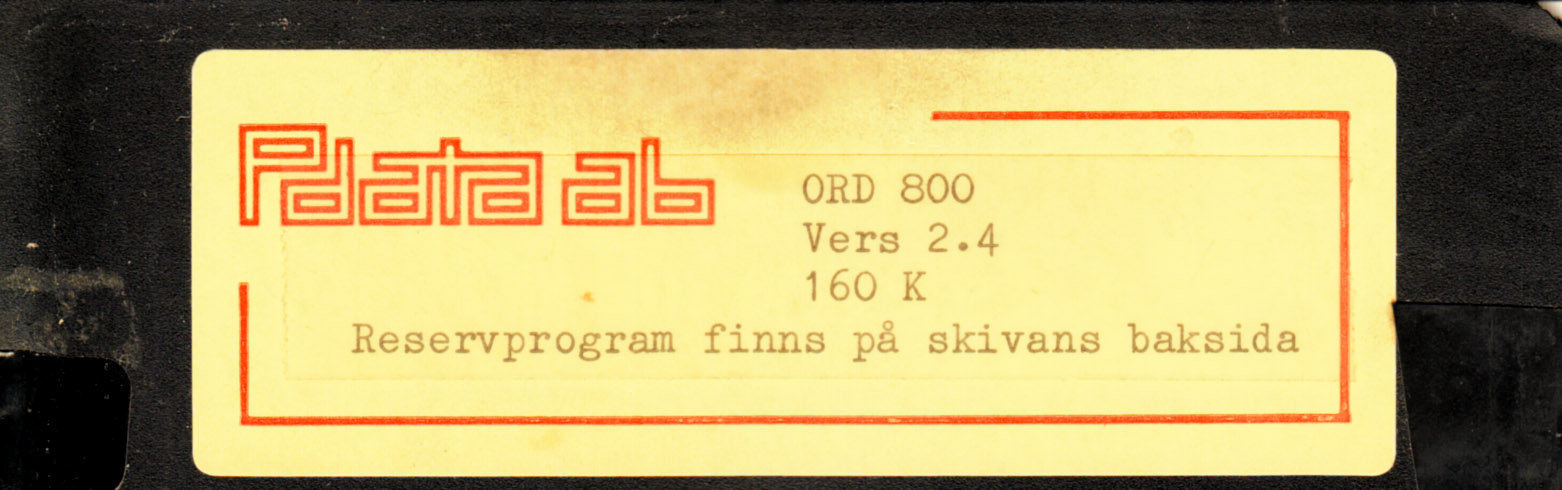 Pdata ab
ORD 800
Vers 2.4
160 K
Reservprogram finns på skivans baksida